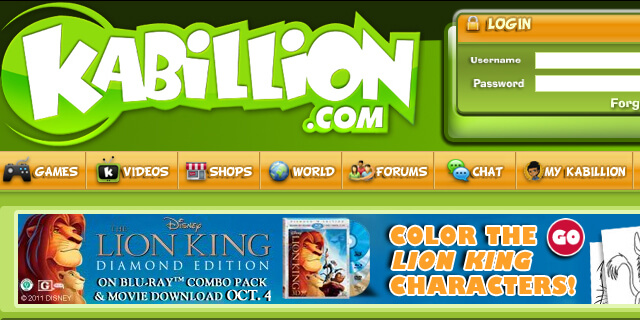 KABILLION
.COM
LOGIN
Username
Password
Forg
GAMES
k VIDEOS
SHOPS
WORLD
FORUMS
CHAT
MY KABILLION
Disney
THE
LION KING
DIAMOND EDITION
ON BLU-RAY™ COMBO PACK
& MOVIE DOWNLOAD OCT. 4
G
© 2011 DISNEY
COLOR THE
LION KING
CHARACTERS!
GO